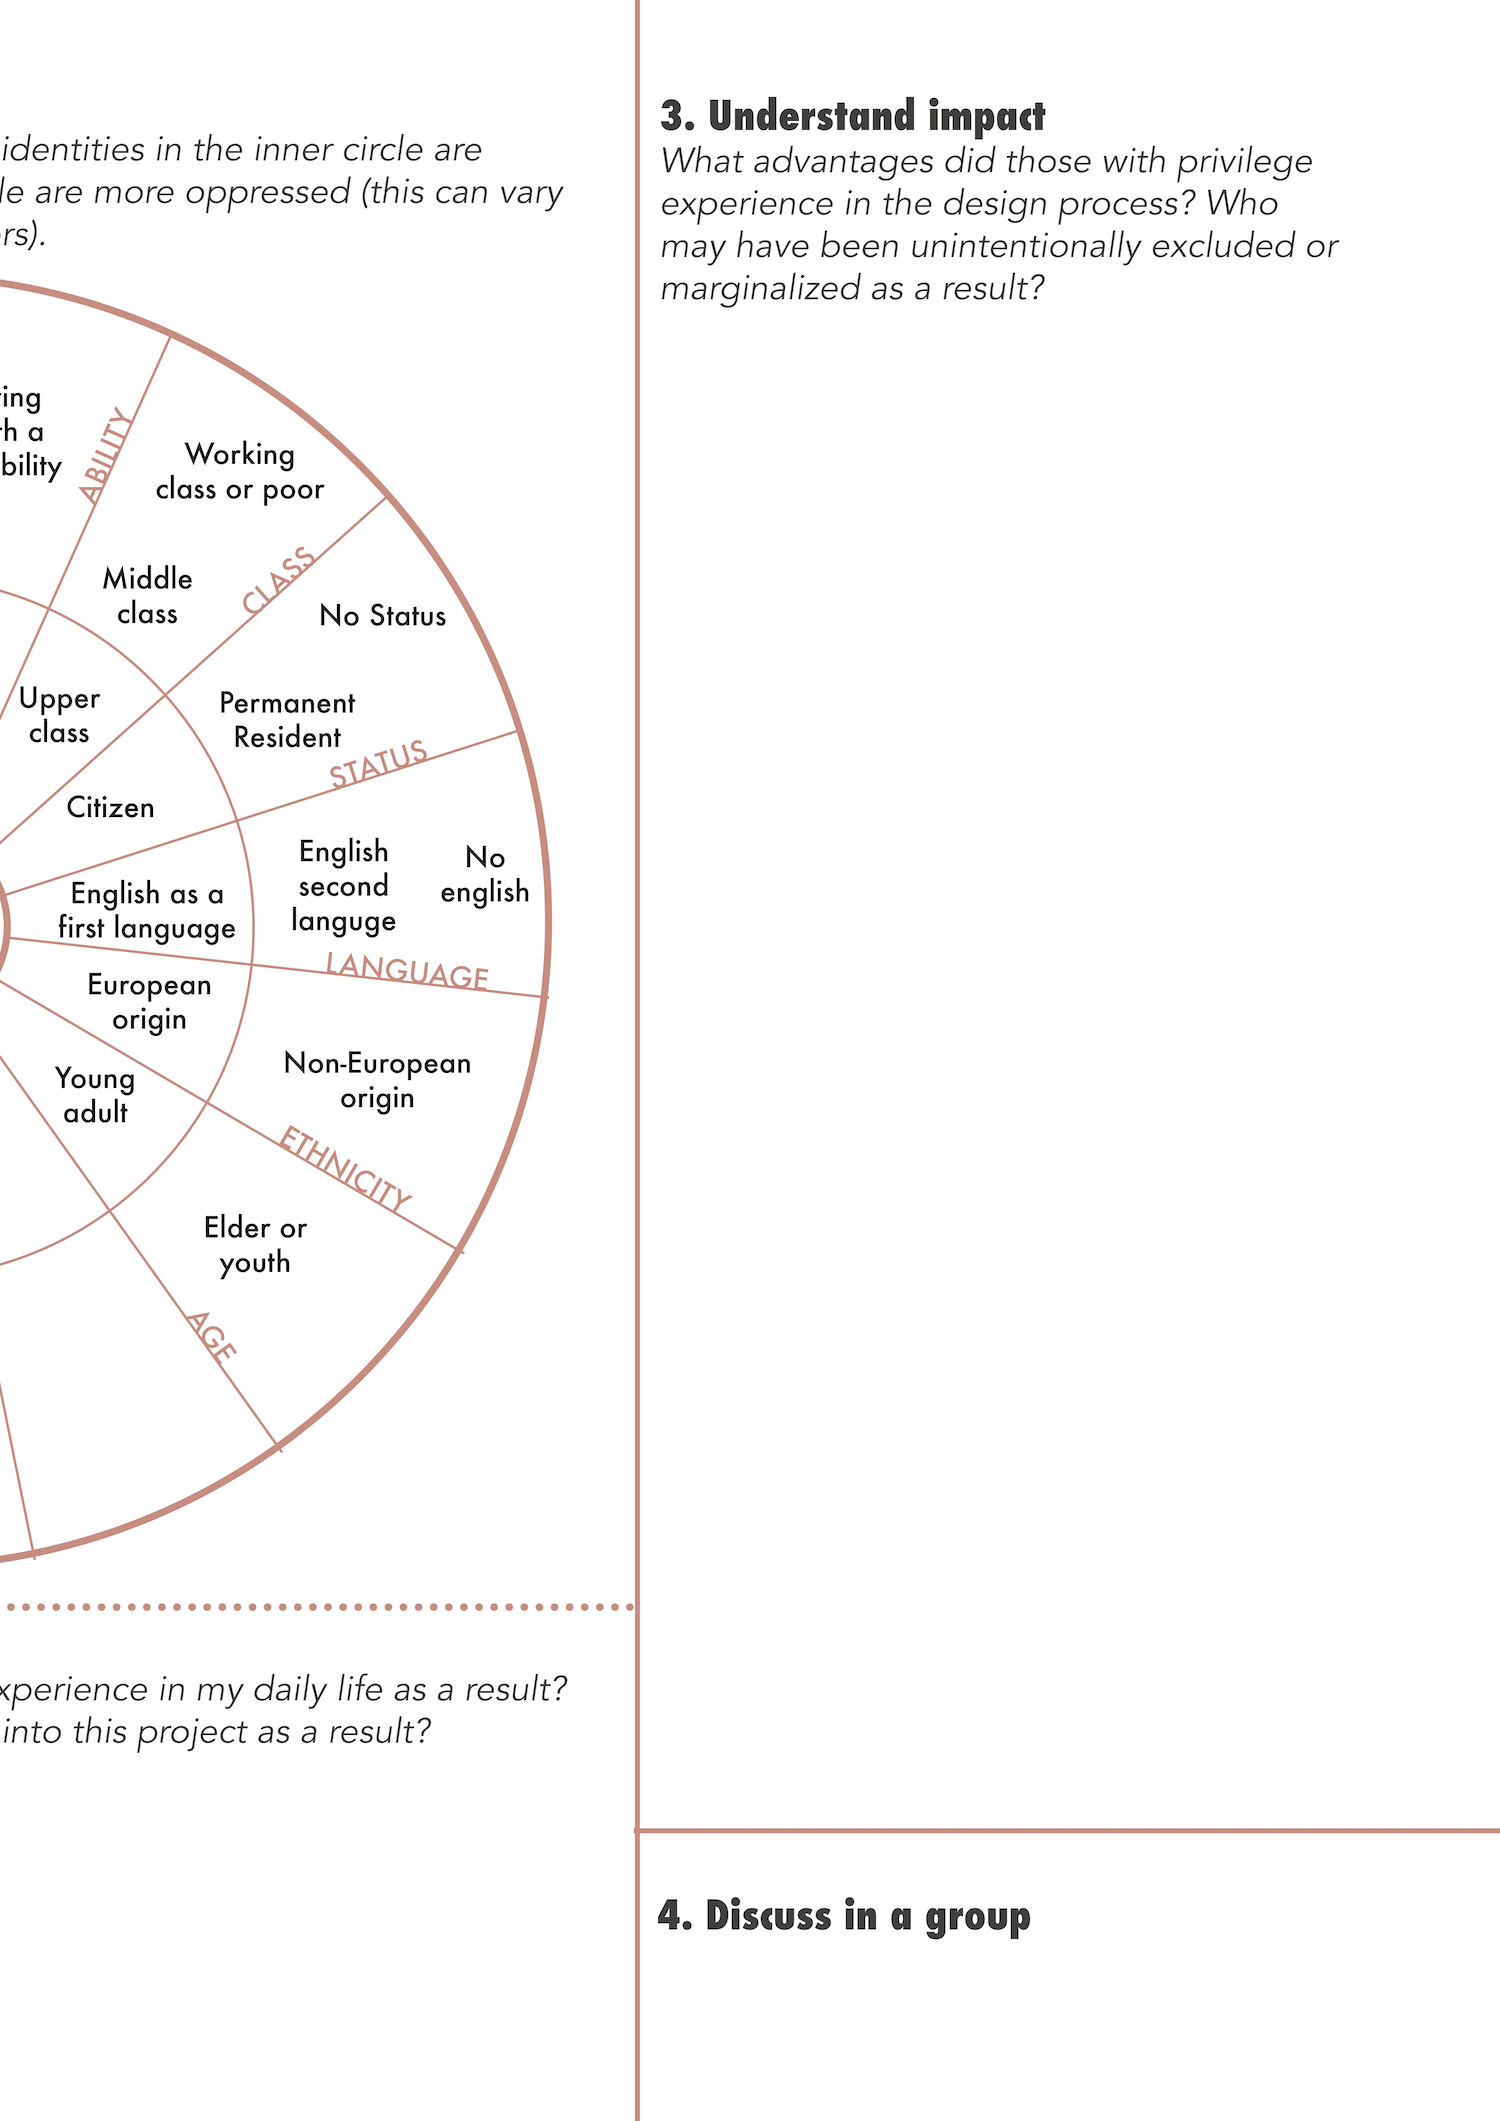 identities in the inner circle are
le are more oppressed (this can vary
rs).
ing
h a
bility
ABILITY
Working
class or poor
Middle
class
CLASS
Upper
class
No Status
Permanent
Resident
STATUS
Citizen
English
second
languge
No
english
English as a
first language
LANGUAGE
European
origin
Non-European
origin
ETHNICITY
Young
adult
Elder or
youth
AGE
xperience in my daily life as a result?
into this project as a result?
3. Understand impact
What advantages did those with privilege
experience in the design process? Who
may have been unintentionally excluded or
marginalized as a result?
4. Discuss in a group